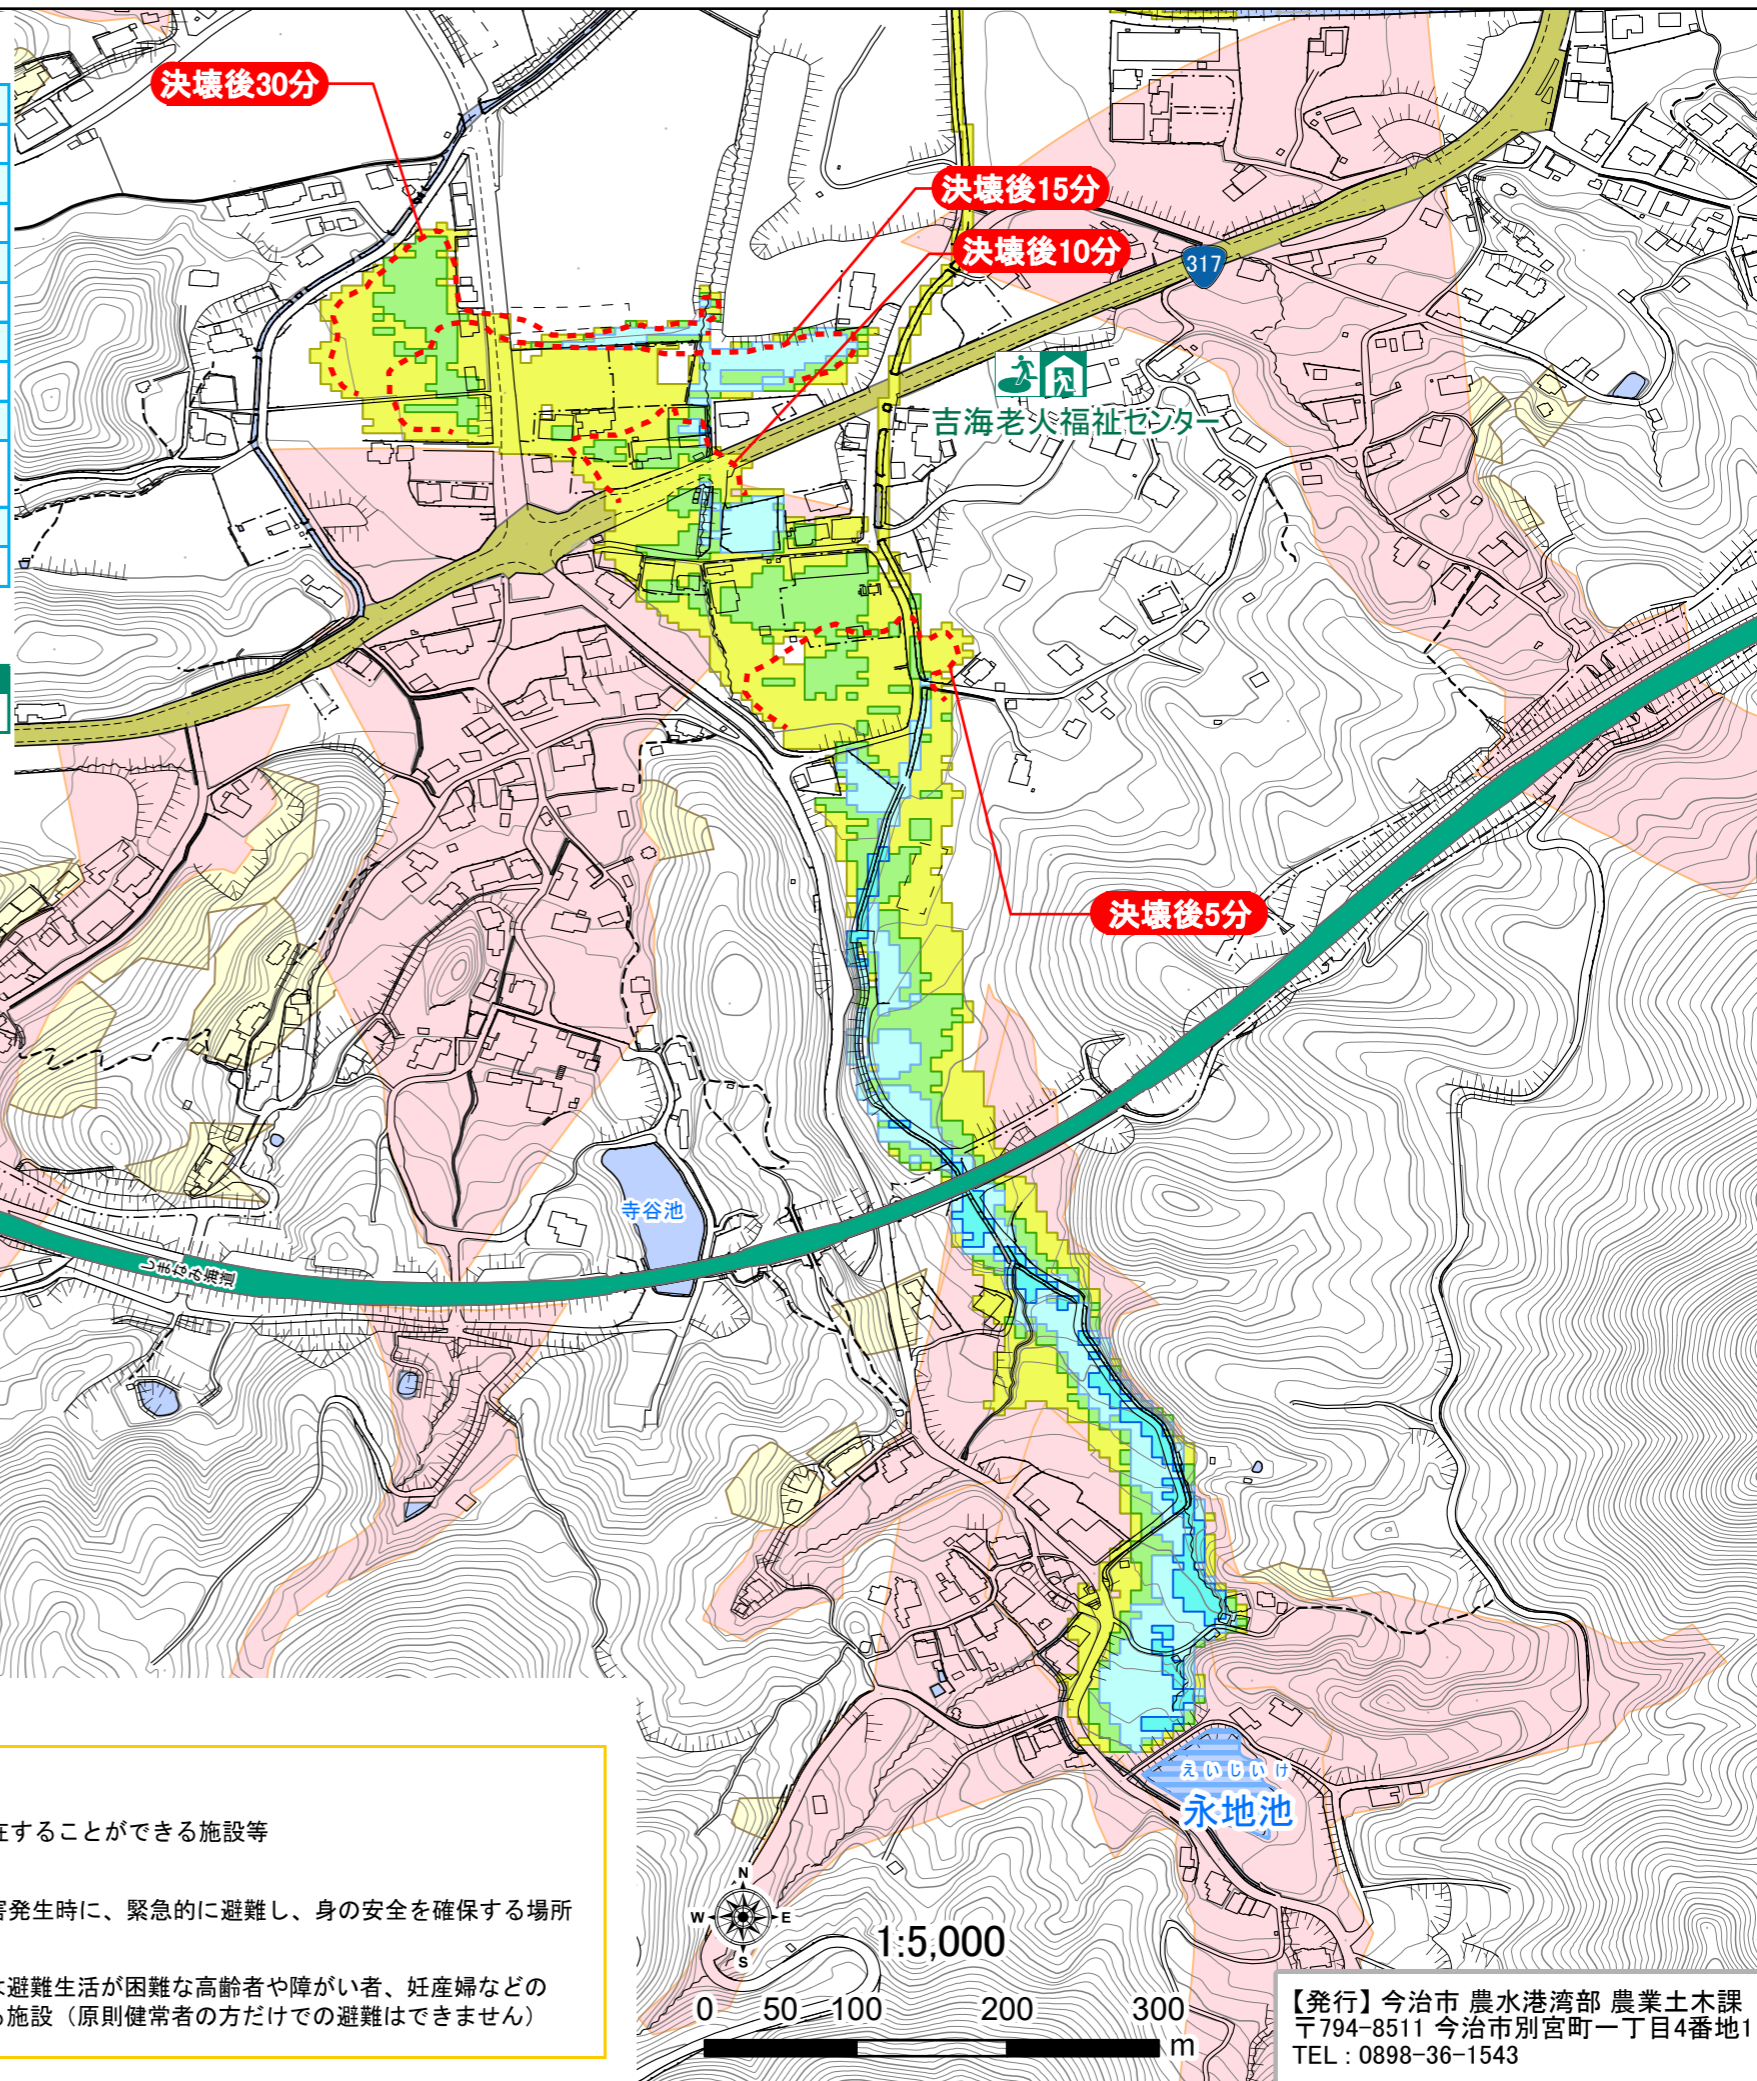 決壊後30分
決壊後15分
決壊後10分
317
吉海老人福祉センター
決壊後5分
寺谷池
しまなみ海道
えいじいけ
永地池
在することができる施設等
害発生時に、緊急的に避難し、身の安全を確保する場所
避難生活が困難な高齢者や障がい者、妊産婦などの
施設（原則健常者の方だけでの避難はできません）
N
W E
S
1:5,000
0 50 100 200 300
m
【発行】今治市 農水港湾部 農業土木課
〒794-8511 今治市別宮町一丁目4番地1
TEL : 0898-36-1543